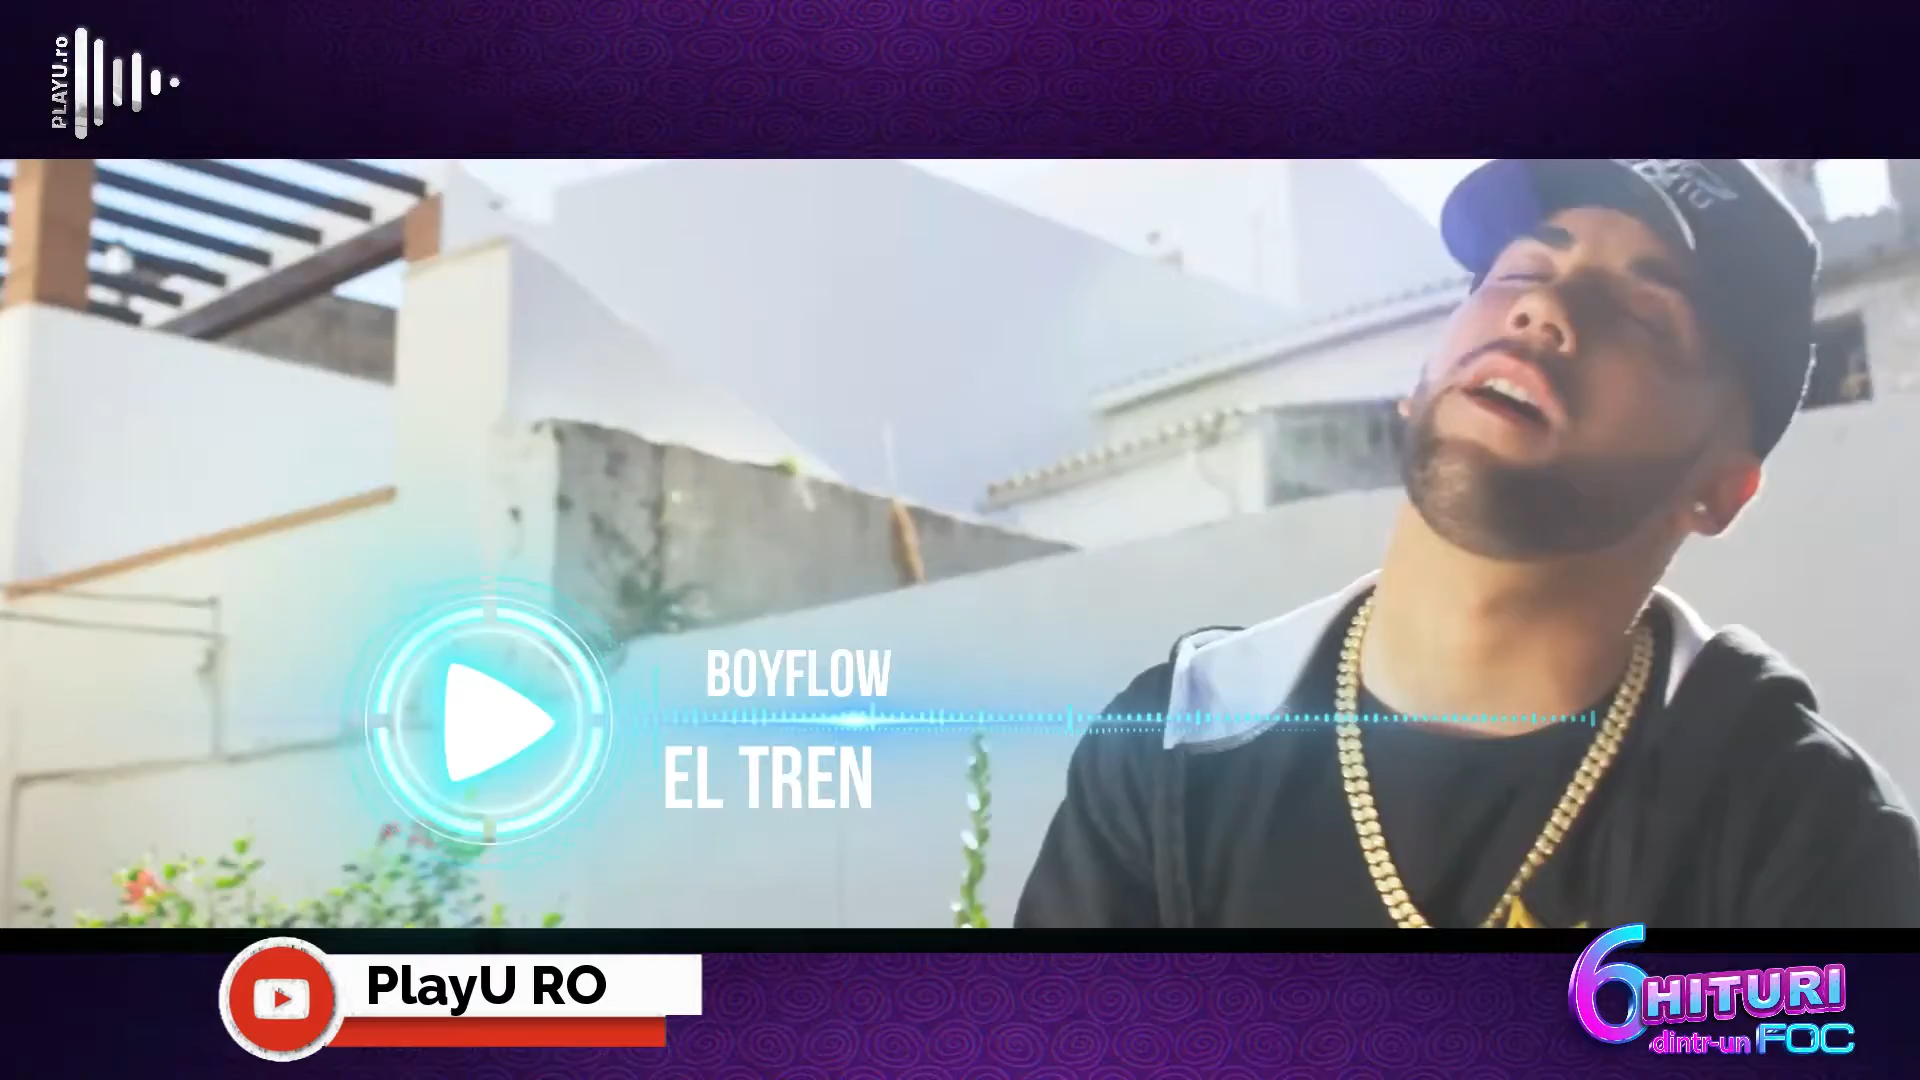 PLAYU.ro
BOYFLOW
EL TREN
PlayU RO
6 HITURI
dintr-un FOC